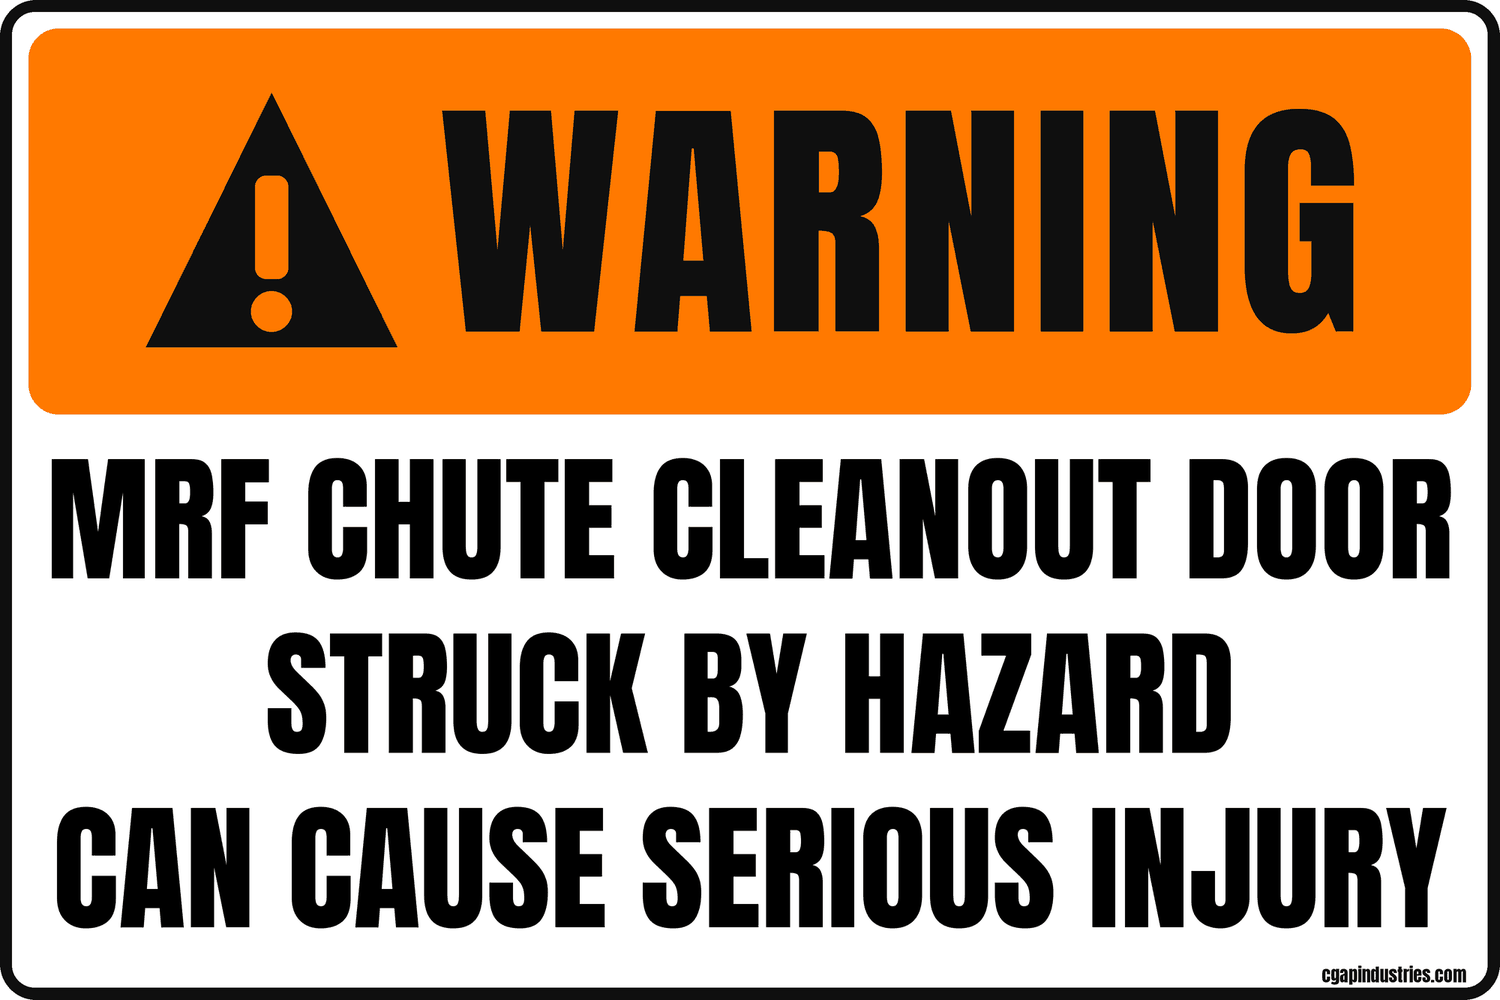 WARNING
MRF CHUTE CLEANOUT DOOR
STRUCK BY HAZARD
CAN CAUSE SERIOUS INJURY
cgapindustries.com